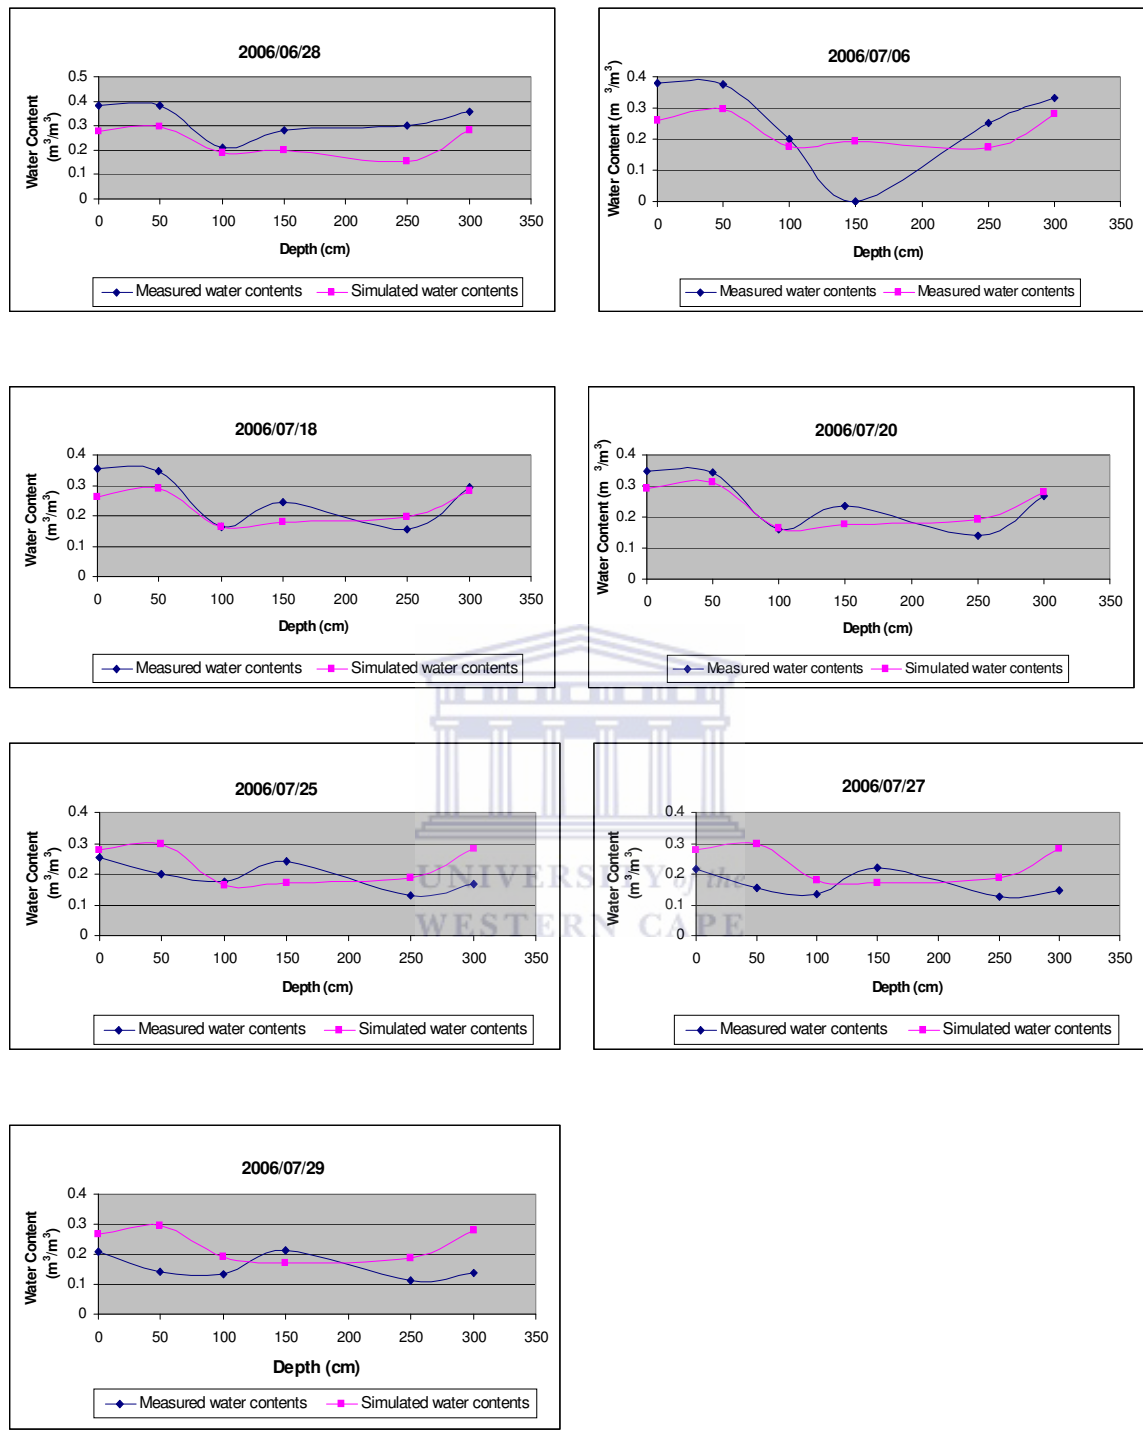 2006/06/28
0.5
0.4
0.3
0.2
0.1
0
Water Content
(m³/m³)
0 50 100 150 200 250 300 350
Depth (cm)
Measured water contents Simulated water contents
2006/07/06
0.4
0.3
0.2
0.1
0
Water Content (m ³/m³)
0 50 100 150 200 250 300 350
Depth (cm)
Measured water contents Measured water contents
2006/07/18
0.4
0.3
0.2
0.1
0
Water Content
(m³/m³)
0 50 100 150 200 250 300 350
Depth (cm)
Measured water contents Simulated water contents
2006/07/20
0.4
0.3
0.2
0.1
0
Water Content (m ³/m³)
0 50 100 150 200 250 300 350
Depth (cm)
Measured water contents Simulated water contents
2006/07/25
0.4
0.3
0.2
0.1
0
Water Content
(m³/m³)
0 50 100 150 200 250 300 350
Depth (cm)
Measured water contents Simulated water contents
2006/07/27
0.4
0.3
0.2
0.1
0
Water Content
(m³/m³)
0 50 100 150 200 250 300 350
Depth (cm)
Measured water contents Simulated water contents
UNIVERSITY of the
WESTERN CAPE
2006/07/29
0.4
0.3
0.2
0.1
0
Water Content
(m³/m³)
0 50 100 150 200 250 300 350
Depth (cm)
Measured water contents Simulated water contents